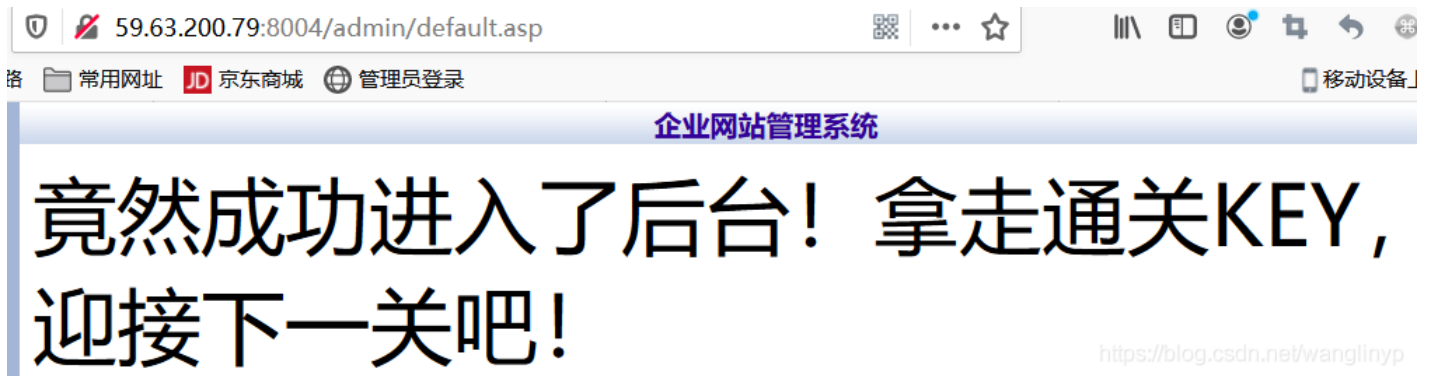 59.63.200.79:8004/admin/default.asp
络 常用网址 JD 京东商城 管理员登录 移动设备上
企业网站管理系统
竟然成功进入了后台！拿走通关KEY，
迎接下一关吧！
https://blog.csdn.net/wanglinyp